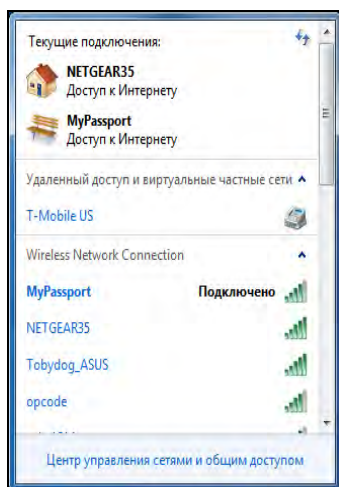 Текущие подключения:
NETGEAR35
Доступ к Интернету
MyPassport
Доступ к Интернету
Удаленный доступ и виртуальные частные сети
T-Mobile US
Wireless Network Connection
MyPassport Подключено
NETGEAR35
Tobydog_ASUS
opcode
Центр управления сетями и общим доступом